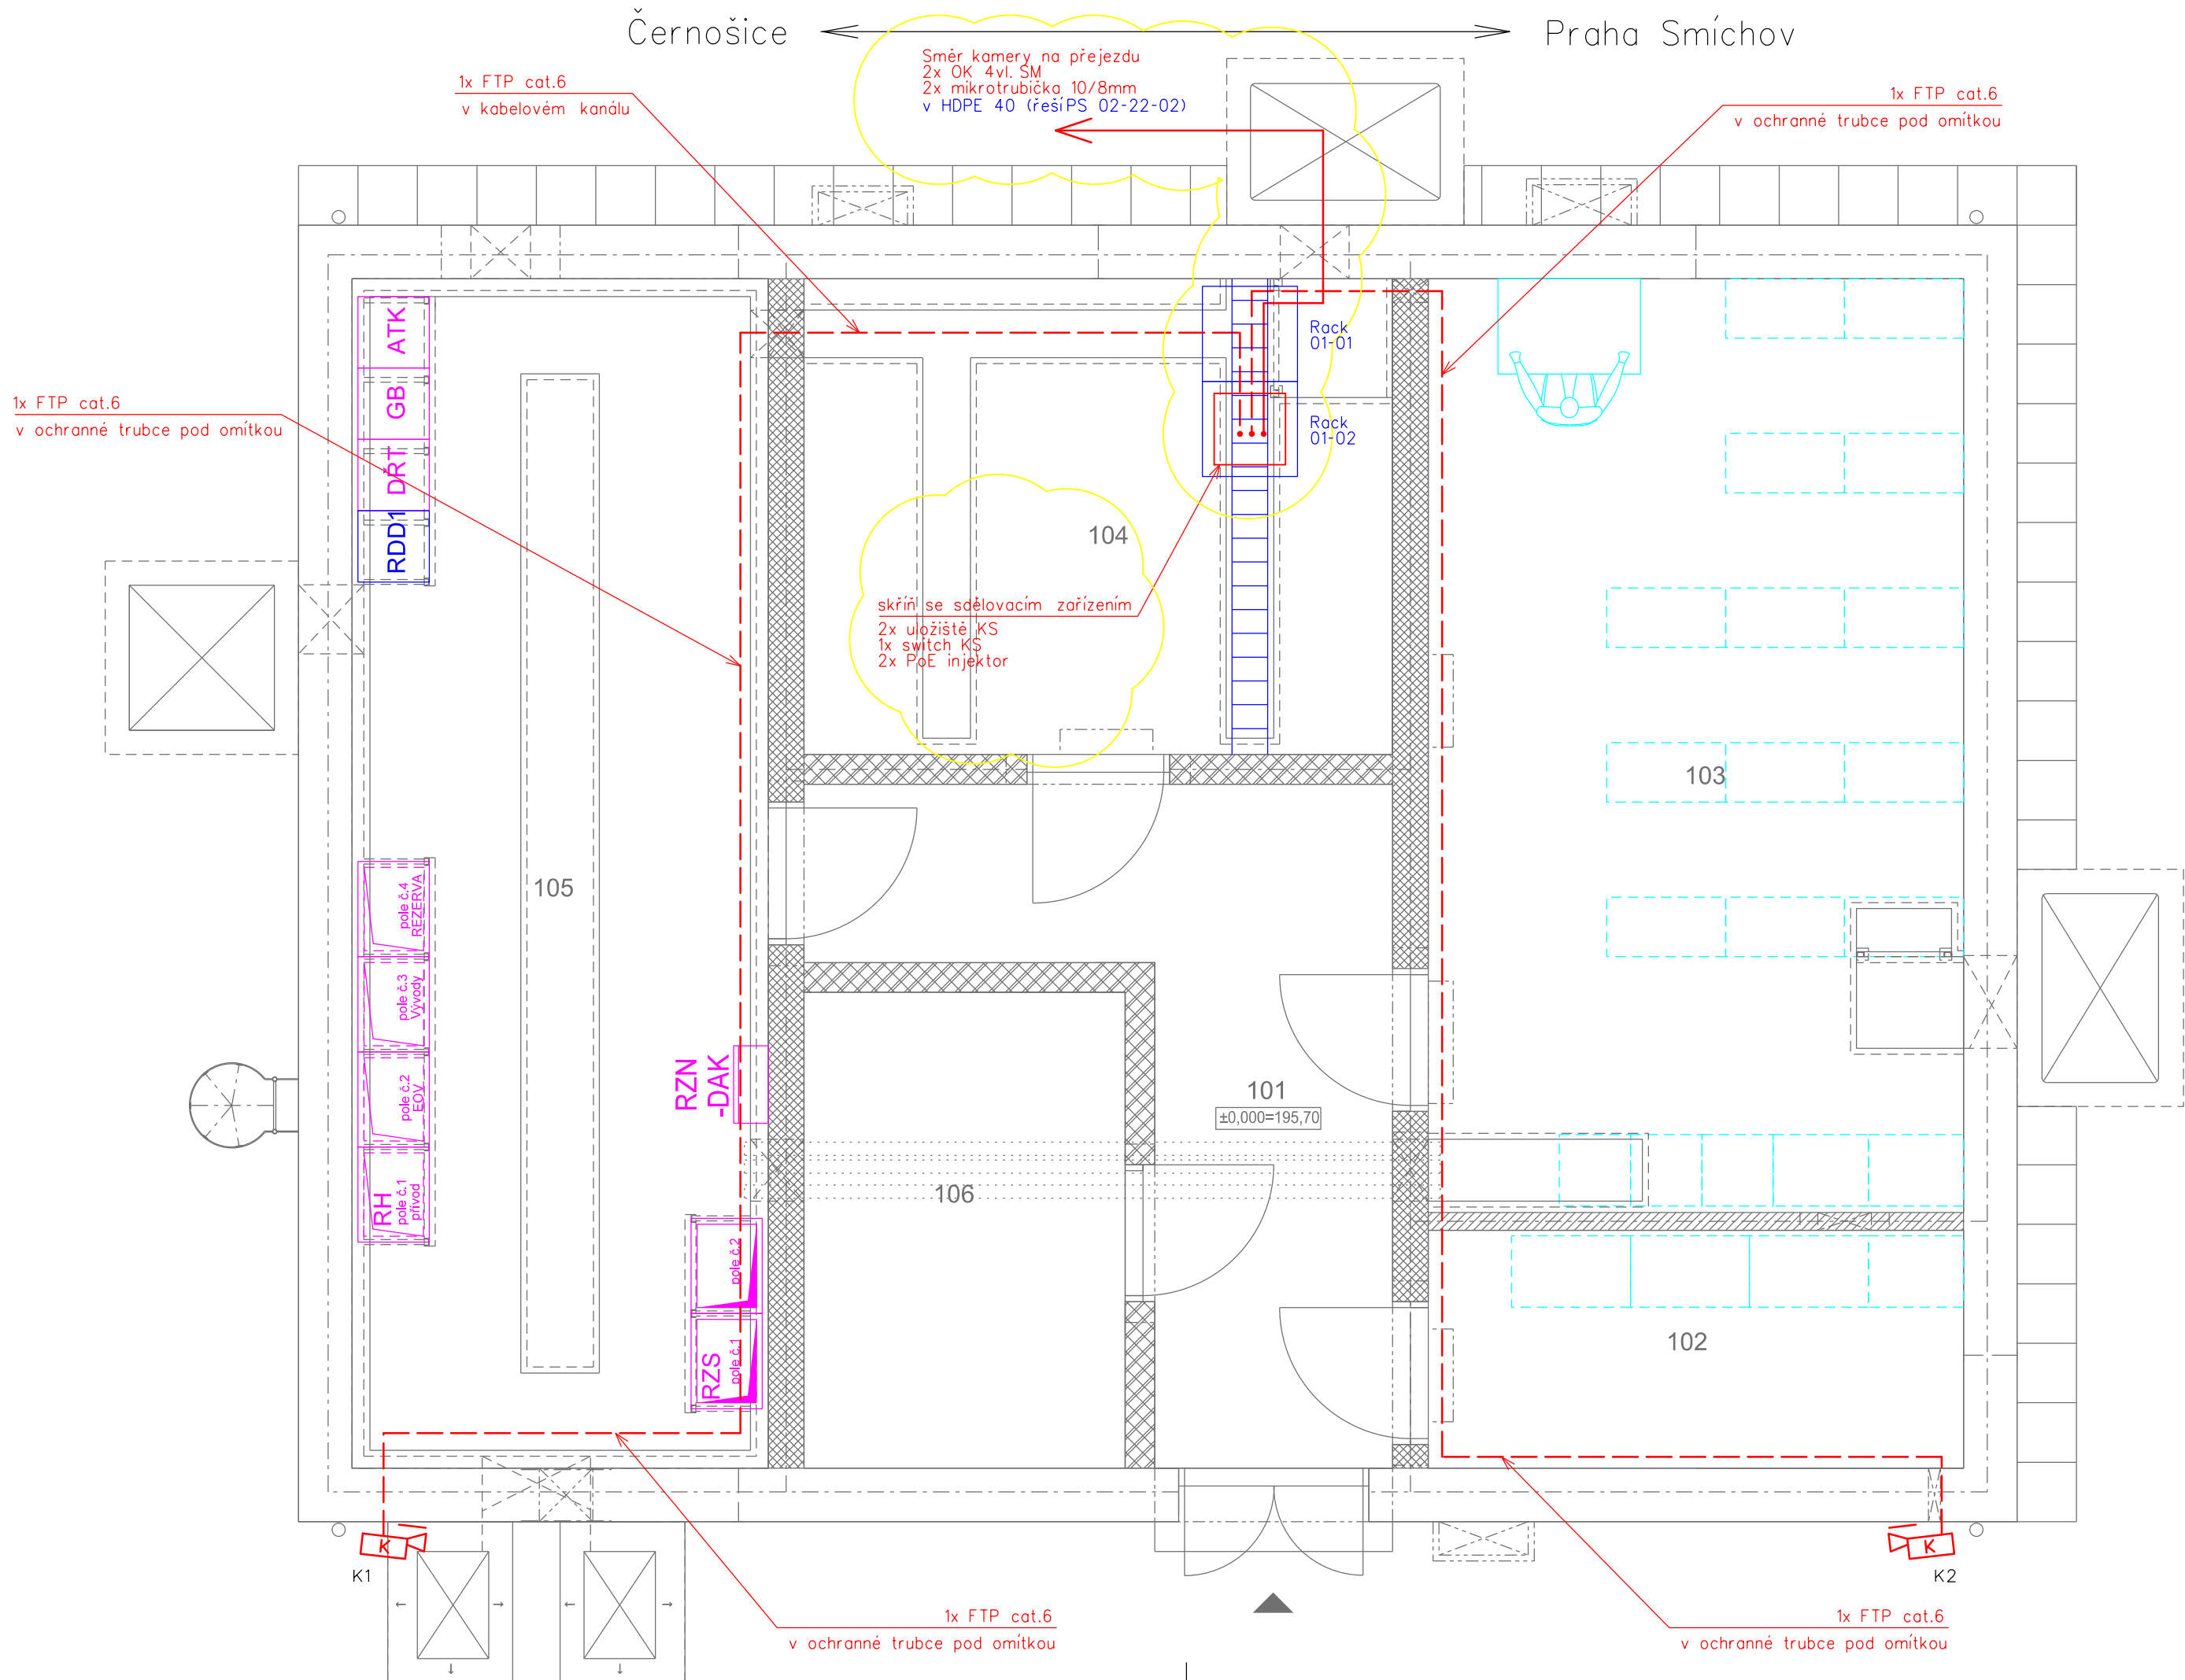 Černošice
Praha Smíchov
Směr kamery na přejezdu
2x OK 4vl. SM
2x mikrotrubička 10/8mm
v HDPE 40 (řeší PS 02-22-02)
1x FTP cat.6
v kabelovém kanálu
1x FTP cat.6
v ochranné trubce pod omítkou
1x FTP cat.6
v ochranné trubce pod omítkou
ATK
GB
DŘT
RDD1
Rack
01-01
Rack
01-02
104
skříň se sdělovacím zařízením
2x uložiště KS
1x switch KS
2x PoE injektor
103
105
pole č.4
REZERVA
pole č.3
Vývody
pole č.2
EOV
RH
pole č.1
přívod
RZN
-DAK
101
±0,000=195,70
106
pole č.2
RZS
pole č.1
102
K
K1
K
K2
1x FTP cat.6
v ochranné trubce pod omítkou
1x FTP cat.6
v ochranné trubce pod omítkou